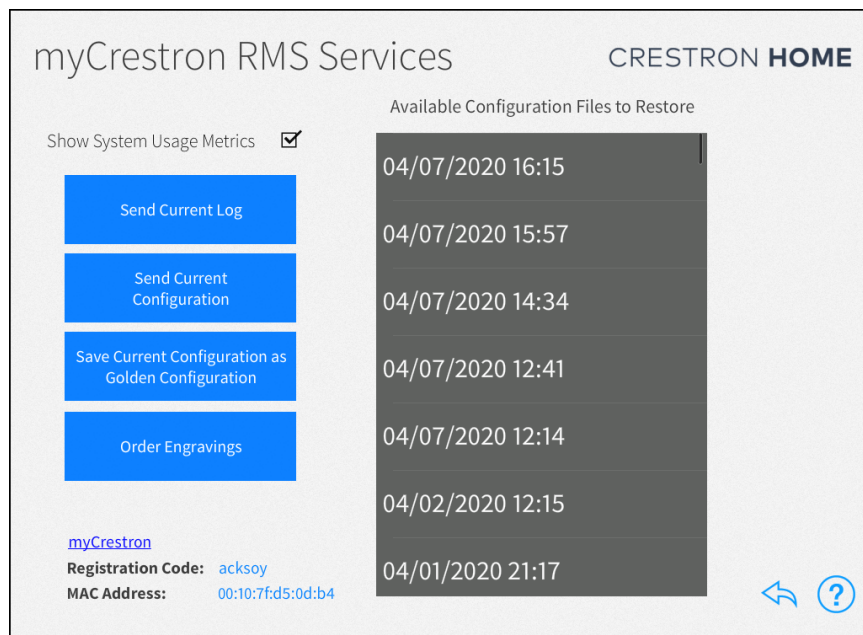 myCrestron RMS Services
CRESTRON HOME
Show System Usage Metrics
Send Current Log
Send Current
Configuration
Save Current Configuration as
Golden Configuration
Order Engravings
myCrestron
Registration Code: acksoy
MAC Address: 00:10:7f:d5:0d:b4
Available Configuration Files to Restore
04/07/2020 16:15
04/07/2020 15:57
04/07/2020 14:34
04/07/2020 12:41
04/07/2020 12:14
04/02/2020 12:15
04/01/2020 21:17
?